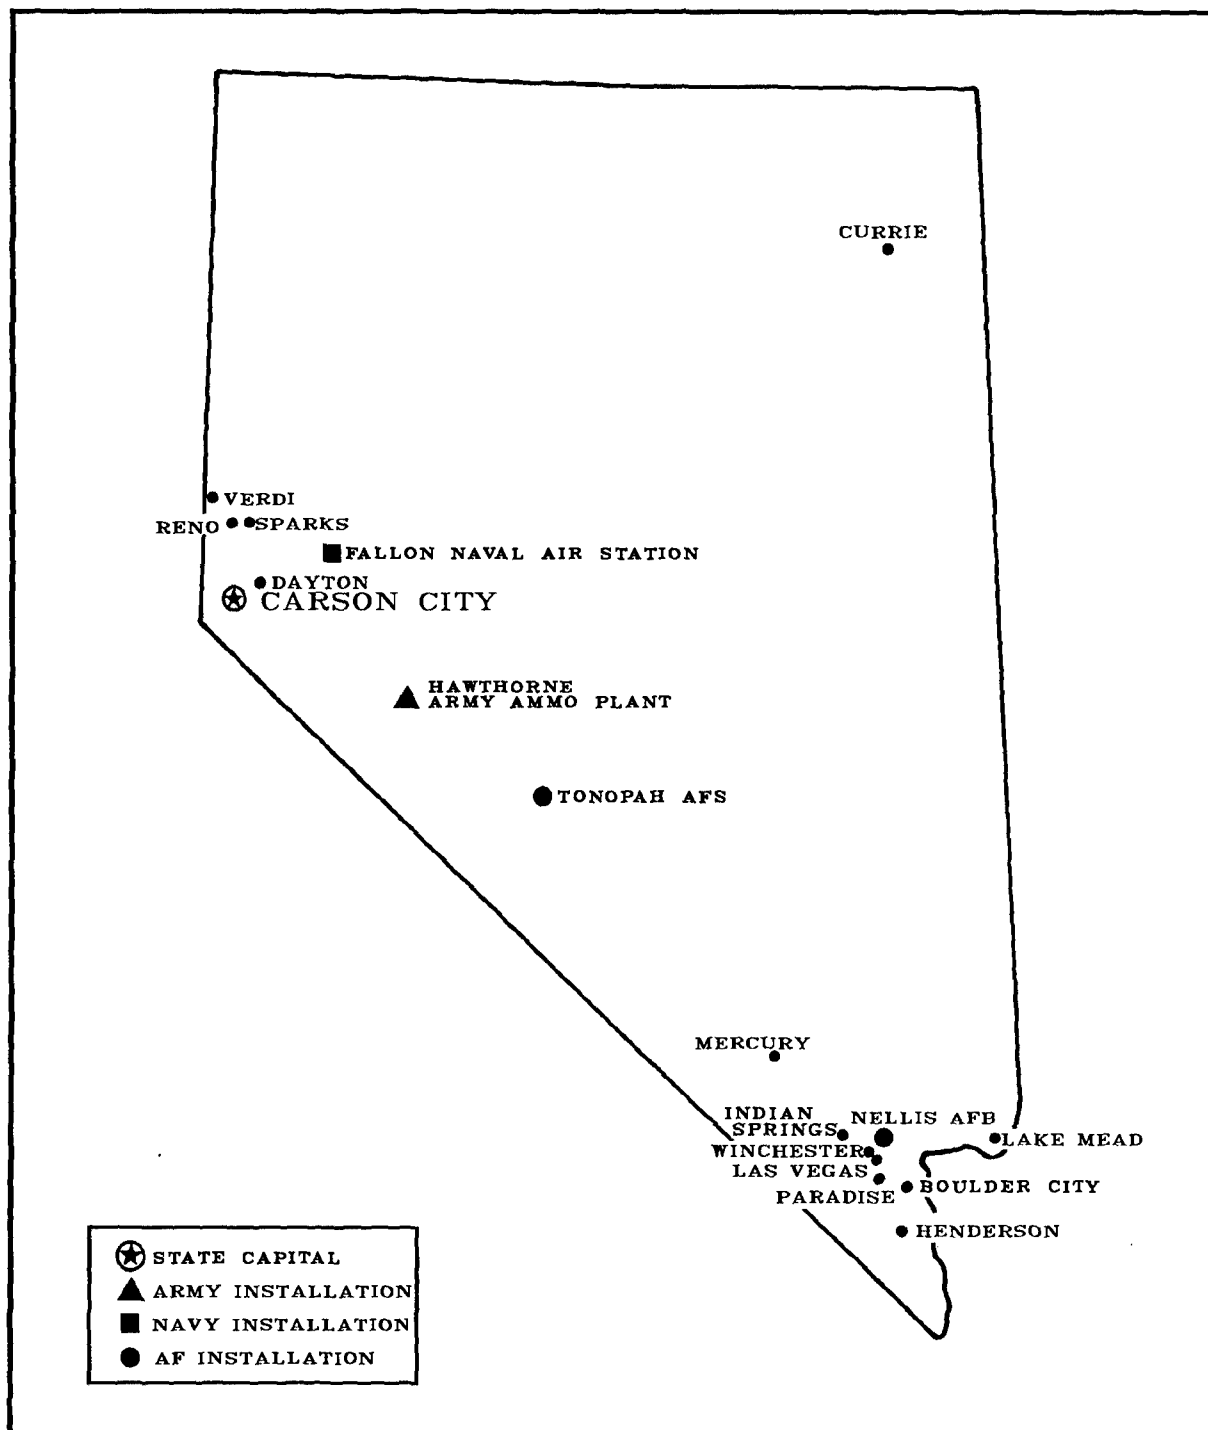 CURRIE
VERDI
RENO SPARKS
FALLON NAVAL AIR STATION
DAYTON
CARSON CITY
HAWTHORNE
ARMY AMMO PLANT
TONOPAH AFS
MERCURY
INDIAN
SPRINGS
NELLIS AFB
LAKE MEAD
WINCHESTER
LAS VEGAS
PARADISE
BOULDER CITY
HENDERSON
STATE CAPITAL
ARMY INSTALLATION
NAVY INSTALLATION
AF INSTALLATION